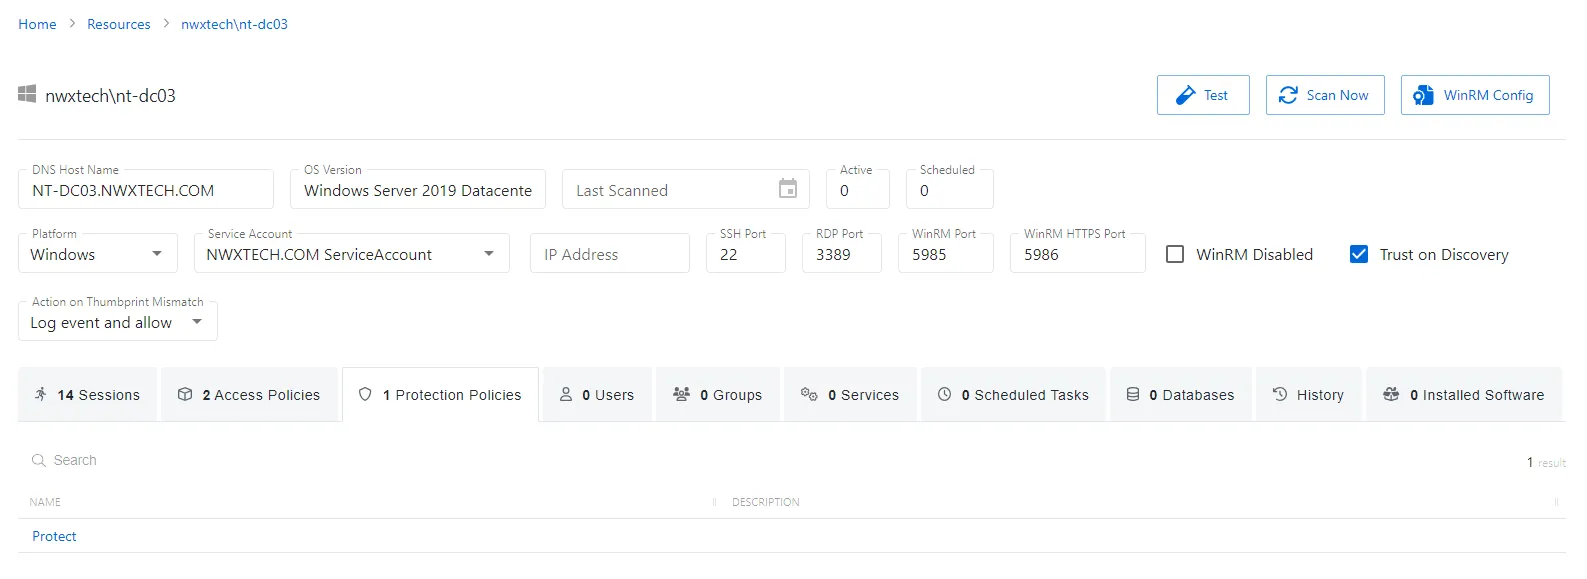 Home > Resources > nwxtech\nt-dc03
nwxtech\nt-dc03
Test
Scan Now
WinRM Config
DNS Host Name
NT-DC03.NWXTECH.COM
OS Version
Windows Server 2019 Datacente
Last Scanned
Active
0
Scheduled
0
Platform
Windows
Service Account
NWXTECH.COM ServiceAccount
IP Address
SSH Port
22
RDP Port
3389
WinRM Port
5985
WinRM HTTPS Port
5986
WinRM Disabled
Trust on Discovery
Action on Thumbprint Mismatch
Log event and allow
14 Sessions
2 Access Policies
1 Protection Policies
0 Users
0 Groups
0 Services
0 Scheduled Tasks
0 Databases
History
0 Installed Software
Search
1 result
NAME
DESCRIPTION
Protect